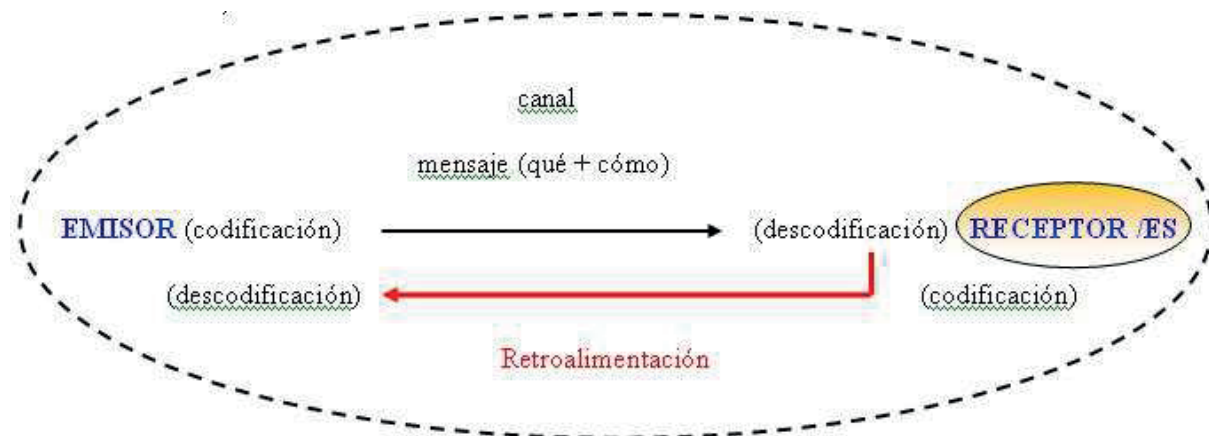 canal
mensaje (qué + cómo)
EMISOR (codificación) (descodificación) RECEPTOR /ES
(descodificación) (codificación)
Retroalimentación